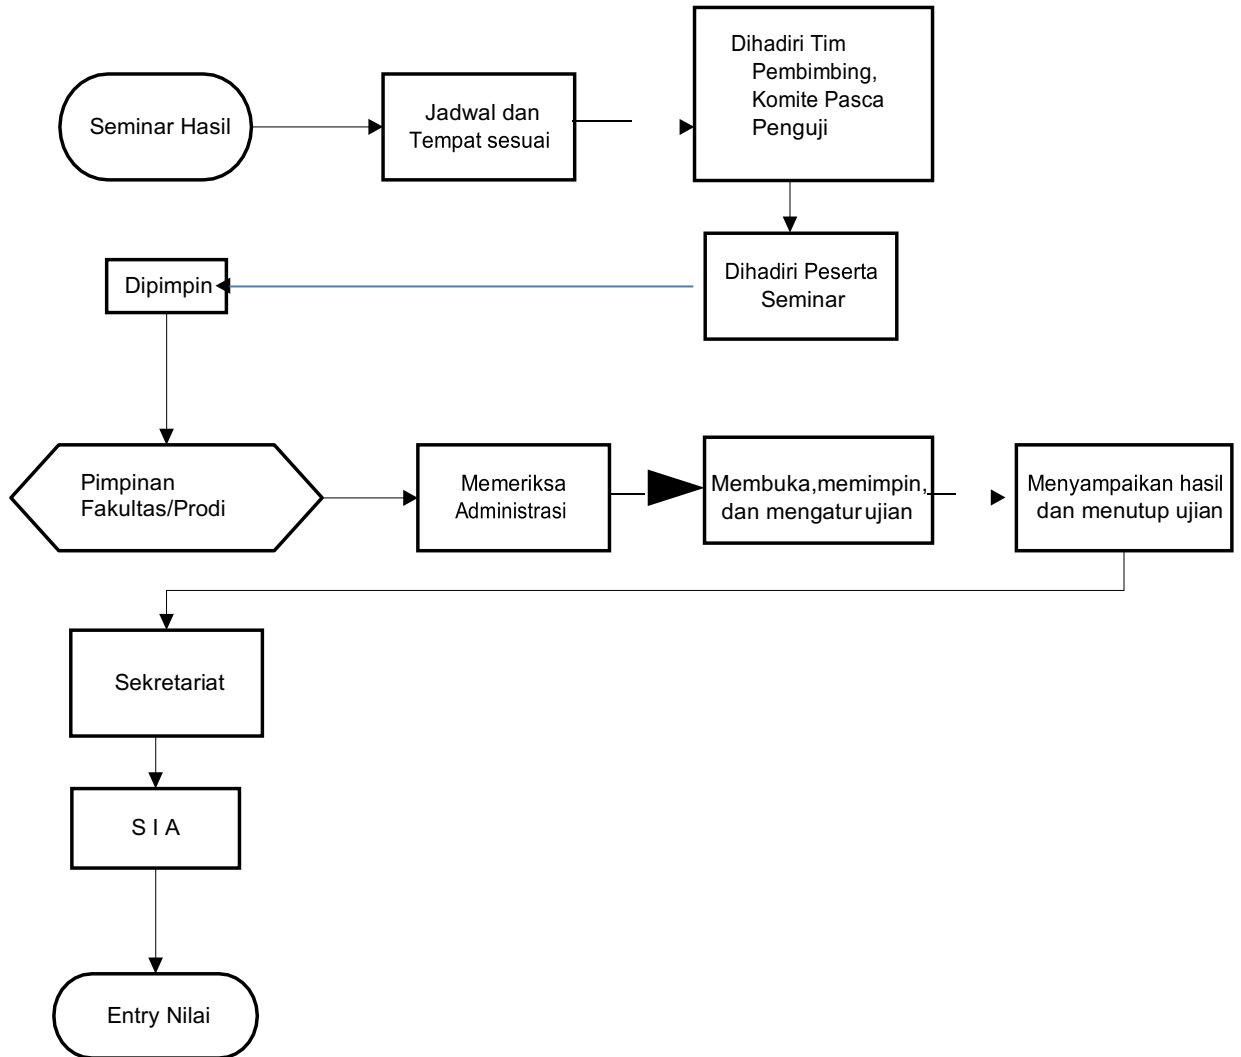 Seminar Hasil
Jadwal dan
Tempat sesuai
Dihadiri Tim
Pembimbing,
Komite Pasca
Penguji
Dihadiri Peserta
Seminar
Dipimpin
Pimpinan
Fakultas/Prodi
Memeriksa
Administrasi
Membuka,memimpin,
dan mengatur ujian
Menyampaikan hasil
dan menutup ujian
Sekretariat
S I A
Entry Nilai